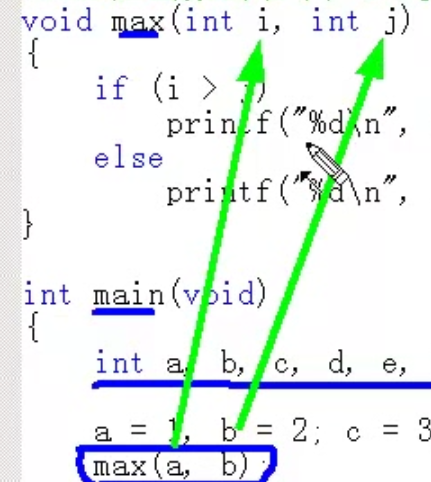 void max(int i, int j)
{
if (i > j)
printf("%d\n",
else
printf("%d\n",
}
int main(void)
{
int a, b, c, d, e,
a = 1, b = 2; c = 3
max(a, b);